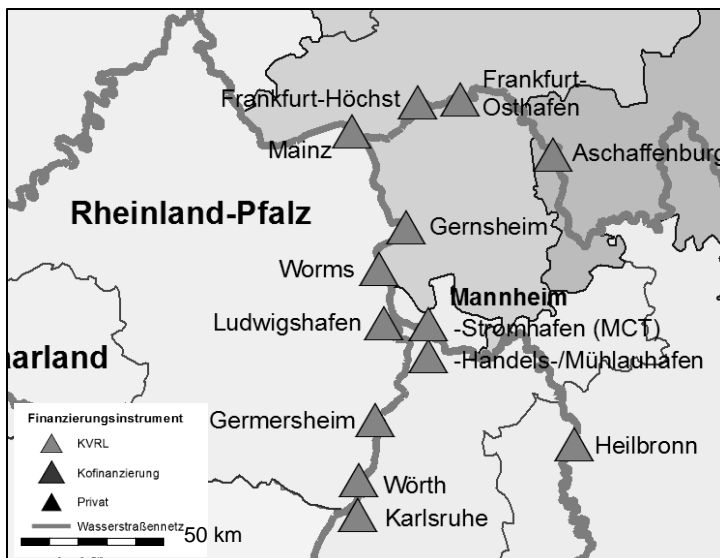 Frankfurt-
Frankfurt-Höchst
Osthafen
Mainz
Aschaffenburg
Rheinland-Pfalz
Gernsheim
Worms
Mannheim
Ludwigshafen
-Stromhafen (MCT)
-Handels-/Mühlauhafen
aarland
Finanzierungsinstrument
KVRL
Kofinanzierung
Privat
Wasserstraßennetz
50 km
Germersheim
Heilbronn
Wörth
Karlsruhe